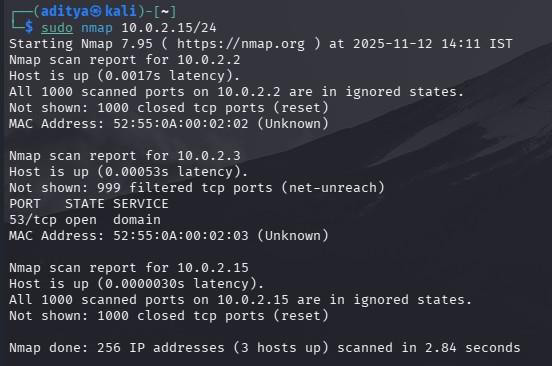 ┌──(aditya㉿kali)-[~]
└─$ sudo nmap 10.0.2.15/24
Starting Nmap 7.95 ( https://nmap.org ) at 2025-11-12 14:11 IST
Nmap scan report for 10.0.2.2
Host is up (0.0017s latency).
All 1000 scanned ports on 10.0.2.2 are in ignored states.
Not shown: 1000 closed tcp ports (reset)
MAC Address: 52:55:0A:00:02:02 (Unknown)

Nmap scan report for 10.0.2.3
Host is up (0.00053s latency).
Not shown: 999 filtered tcp ports (net-unreach)
PORT   STATE SERVICE
53/tcp open  domain
MAC Address: 52:55:0A:00:02:03 (Unknown)

Nmap scan report for 10.0.2.15
Host is up (0.0000030s latency).
All 1000 scanned ports on 10.0.2.15 are in ignored states.
Not shown: 1000 closed tcp ports (reset)

Nmap done: 256 IP addresses (3 hosts up) scanned in 2.84 seconds